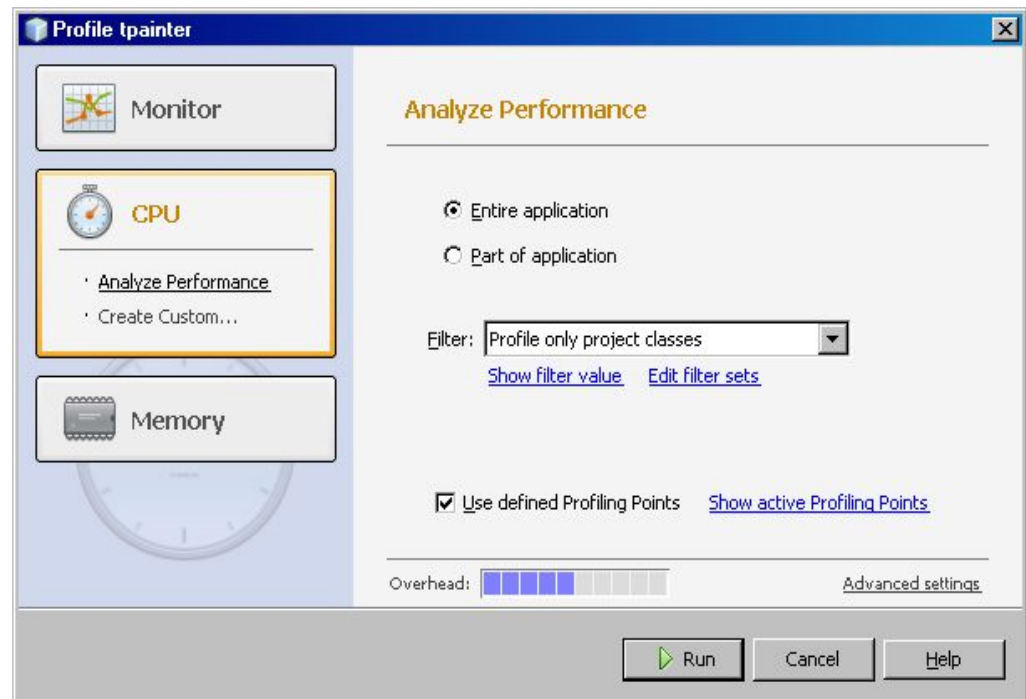 Profile tpainter
Monitor
CPU
· Analyze Performance
· Create Custom...
Memory
Analyze Performance
Entire application
Part of application
Filter: Profile only project classes
Show filter value Edit filter sets
Use defined Profiling Points Show active Profiling Points
Overhead: Advanced settings
Run Cancel Help